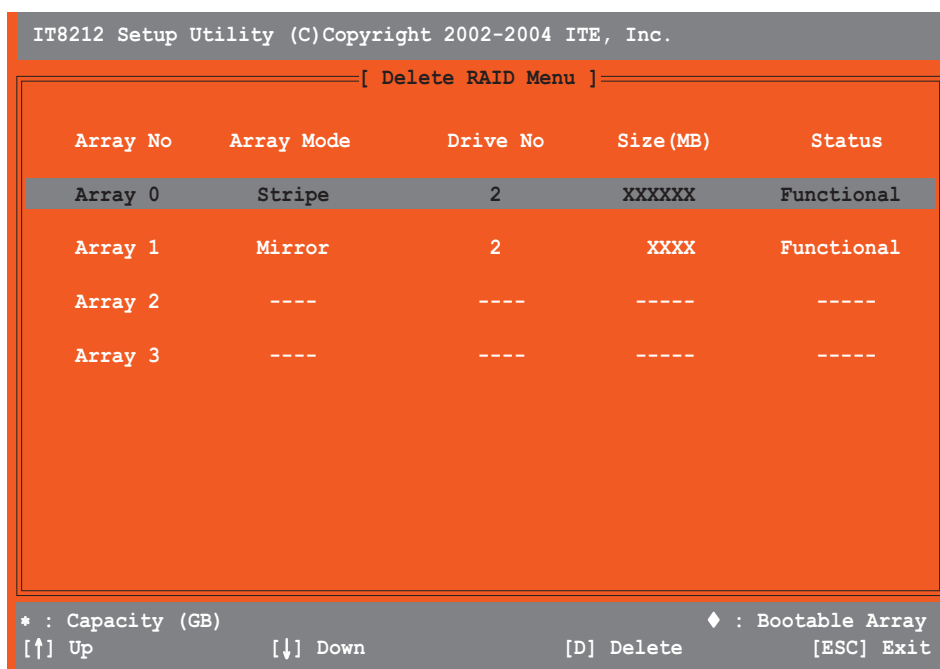 IT8212 Setup Utility (C)Copyright 2002-2004 ITE, Inc.
[ Delete RAID Menu ]
Array No Array Mode Drive No Size(MB) Status
Array 0 Stripe 2 XXXXXX Functional
Array 1 Mirror 2 XXXX Functional
Array 2 ---- ---- ----- -----
Array 3 ---- ---- ----- -----
* : Capacity (GB) ♦ : Bootable Array
[↑] Up [↓] Down [D] Delete [ESC] Exit